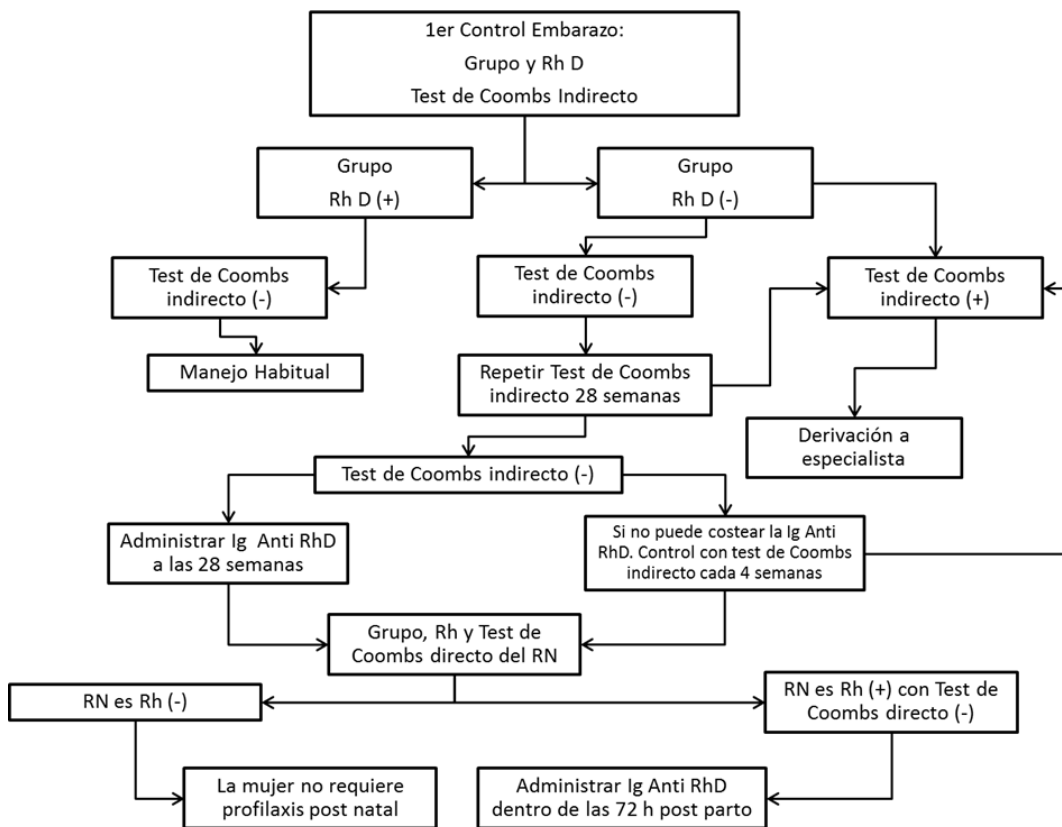 1er Control Embarazo:
Grupo y Rh D
Test de Coombs Indirecto
Grupo
Rh D (+)
Grupo
Rh D (-)
Test de Coombs
indirecto (-)
Test de Coombs
indirecto (-)
Test de Coombs
indirecto (+)
Manejo Habitual
Repetir Test de Coombs
indirecto 28 semanas
Derivación a
especialista
Test de Coombs indirecto (-)
Administrar Ig Anti RhD
a las 28 semanas
Si no puede costear la Ig Anti
RhD. Control con test de Coombs
indirecto cada 4 semanas
Grupo, Rh y Test de
Coombs directo del RN
RN es Rh (-)
RN es Rh (+) con Test de
Coombs directo (-)
La mujer no requiere
profilaxis post natal
Administrar Ig Anti RhD
dentro de las 72 h post parto